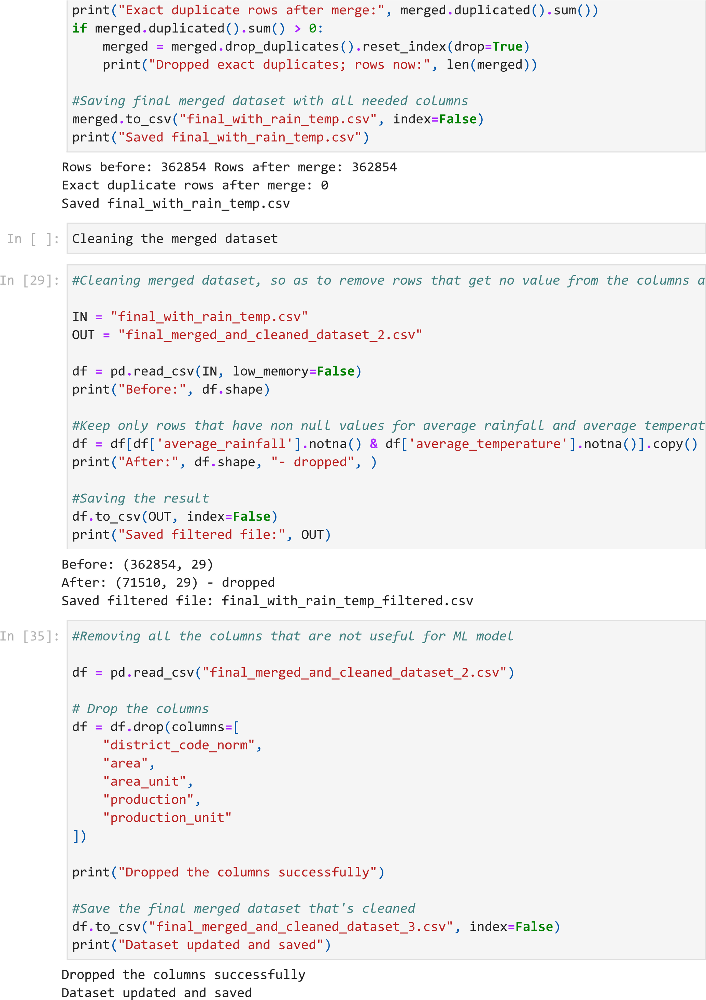 print("Exact duplicate rows after merge:", merged.duplicated().sum())
if merged.duplicated().sum() > 0:
    merged = merged.drop_duplicates().reset_index(drop=True)
    print("Dropped exact duplicates; rows now:", len(merged))
#Saving final merged dataset with all needed columns
merged.to_csv("final_with_rain_temp.csv", index=False)
print("Saved final_with_rain_temp.csv")
Rows before: 362854 Rows after merge: 362854
Exact duplicate rows after merge: 0
Saved final_with_rain_temp.csv
In [ ]: Cleaning the merged dataset
In [29]: #Cleaning merged dataset, so as to remove rows that get no value from the columns a
IN = "final_with_rain_temp.csv"
OUT = "final_merged_and_cleaned_dataset_2.csv"
df = pd.read_csv(IN, low_memory=False)
print("Before:", df.shape)
#Keep only rows that have non null values for average rainfall and average temperat
df = df[df['average_rainfall'].notna() & df['average_temperature'].notna()].copy()
print("After:", df.shape, "- dropped", )
#Saving the result
df.to_csv(OUT, index=False)
print("Saved filtered file:", OUT)
Before: (362854, 29)
After: (71510, 29) - dropped
Saved filtered file: final_with_rain_temp_filtered.csv
In [35]: #Removing all the columns that are not useful for ML model
df = pd.read_csv("final_merged_and_cleaned_dataset_2.csv")
# Drop the columns
df = df.drop(columns=[
    "district_code_norm",
    "area",
    "area_unit",
    "production",
    "production_unit"
])
print("Dropped the columns successfully")
#Save the final merged dataset that's cleaned
df.to_csv("final_merged_and_cleaned_dataset_3.csv", index=False)
print("Dataset updated and saved")
Dropped the columns successfully
Dataset updated and saved